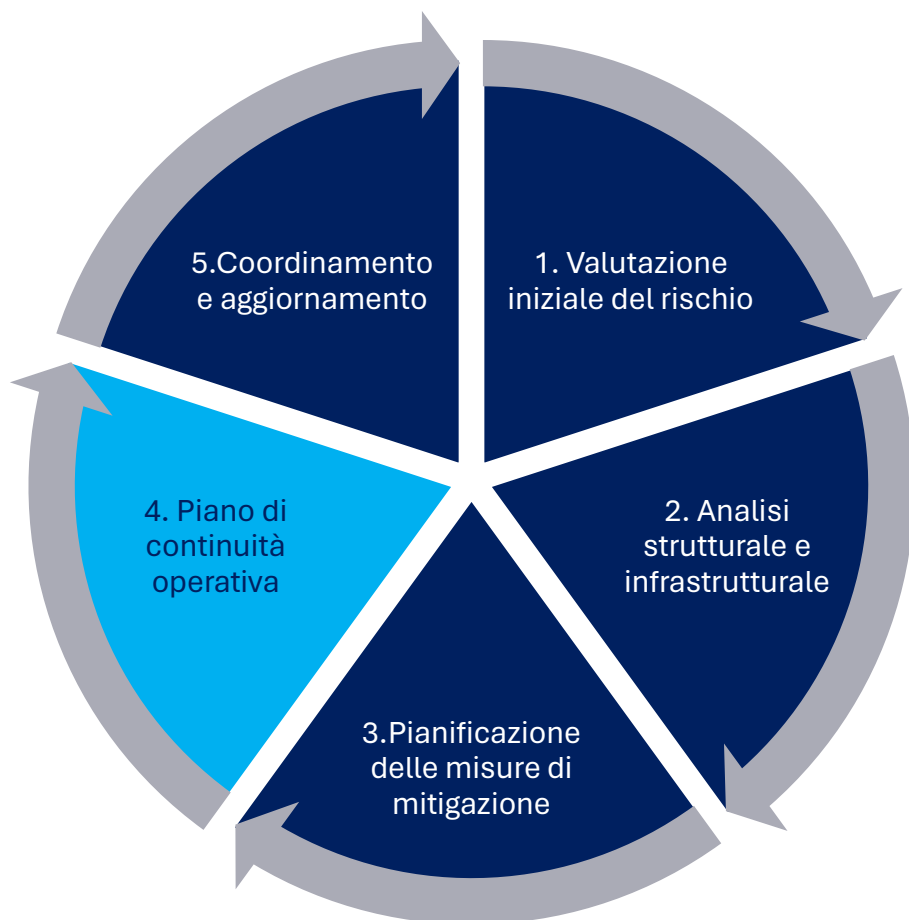 1. Valutazione
iniziale del rischio
2. Analisi
strutturale e
infrastrutturale
3.Pianificazione
delle misure di
mitigazione
4. Piano di
continuità
operativa
5.Coordinamento
e aggiornamento